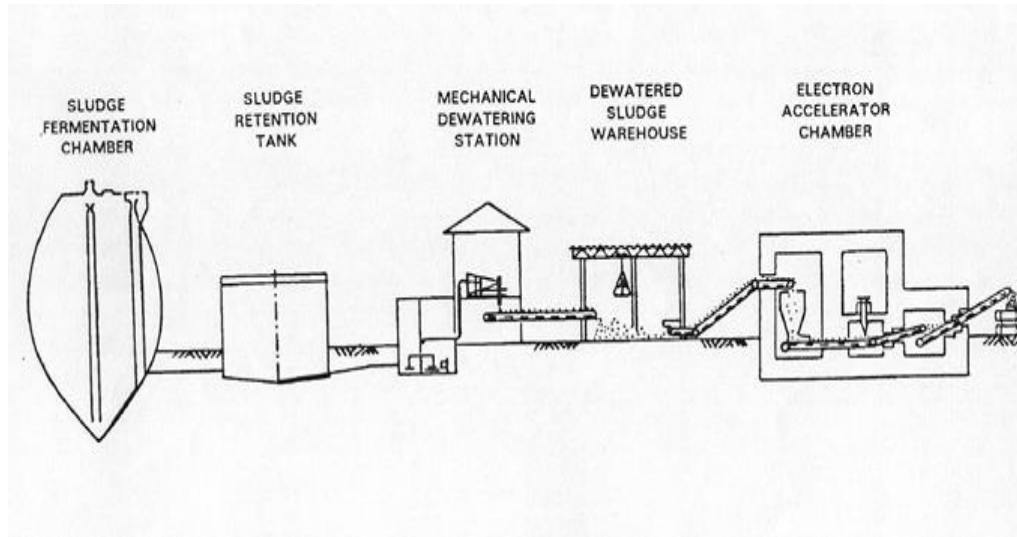 SLUDGE
FERMENTATION
CHAMBER
SLUDGE
RETENTION
TANK
MECHANICAL
DEWATERING
STATION
DEWATERED
SLUDGE
WAREHOUSE
ELECTRON
ACCELERATOR
CHAMBER